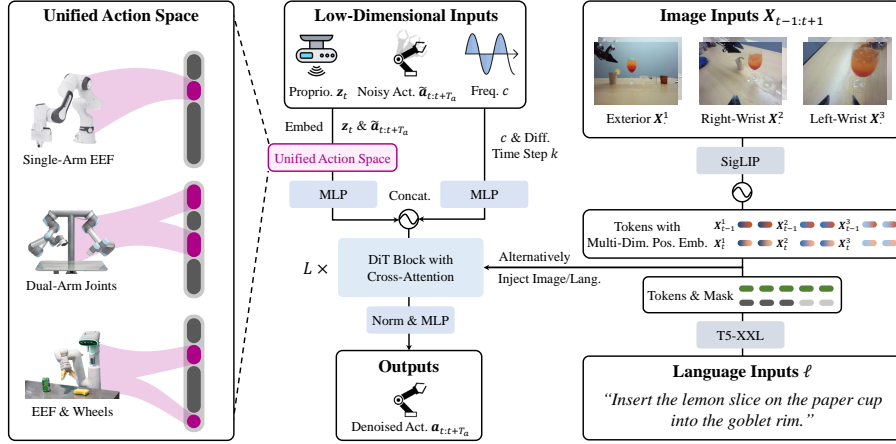 Unified Action Space
Single-Arm EEF
Dual-Arm Joints
EEF & Wheels
Low-Dimensional Inputs
Proprio. z_t
Noisy Act. ã_{t:t+T_a}
Freq. c
Embed
z_t & ã_{t:t+T_a}
c & Diff.
Time Step k
Unified Action Space
MLP
Concat.
MLP
L ×
DiT Block with
Cross-Attention
Alternatively
Inject Image/Lang.
Norm & MLP
Outputs
Denoised Act. a_{t:t+T_a}
Image Inputs X_{t−1:t+1}
Exterior X^1
Right-Wrist X^2
Left-Wrist X^3
SigLIP
Tokens with
Multi-Dim. Pos. Emb.
X^1_{t−1} X^2_{t−1} X^3_{t−1}
X^1_t X^2_t X^3_t
Tokens & Mask
T5-XXL
Language Inputs ℓ
“Insert the lemon slice on the paper cup
into the goblet rim.”